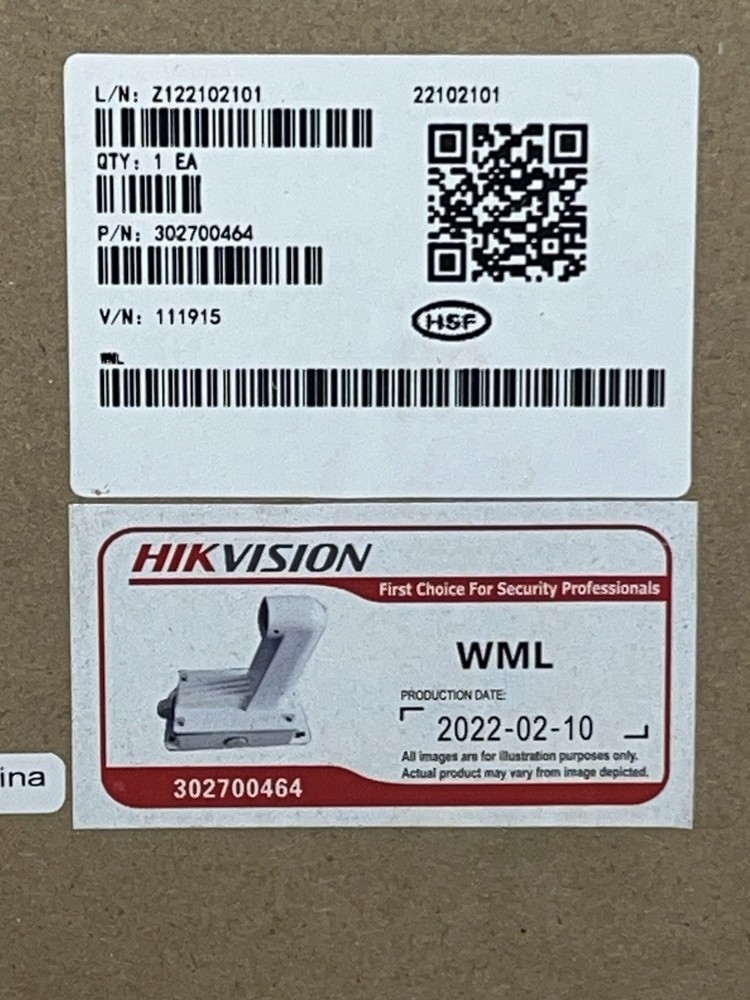 L/N: Z122102101
22102101
QTY: 1 EA
P/N: 302700464
V/N: 111915
HSF
WML
HIKVISION
First Choice For Security Professionals
WML
PRODUCTION DATE:
2022-02-10
All images are for illustration purposes only.
Actual product may vary from image depicted.
302700464
ina